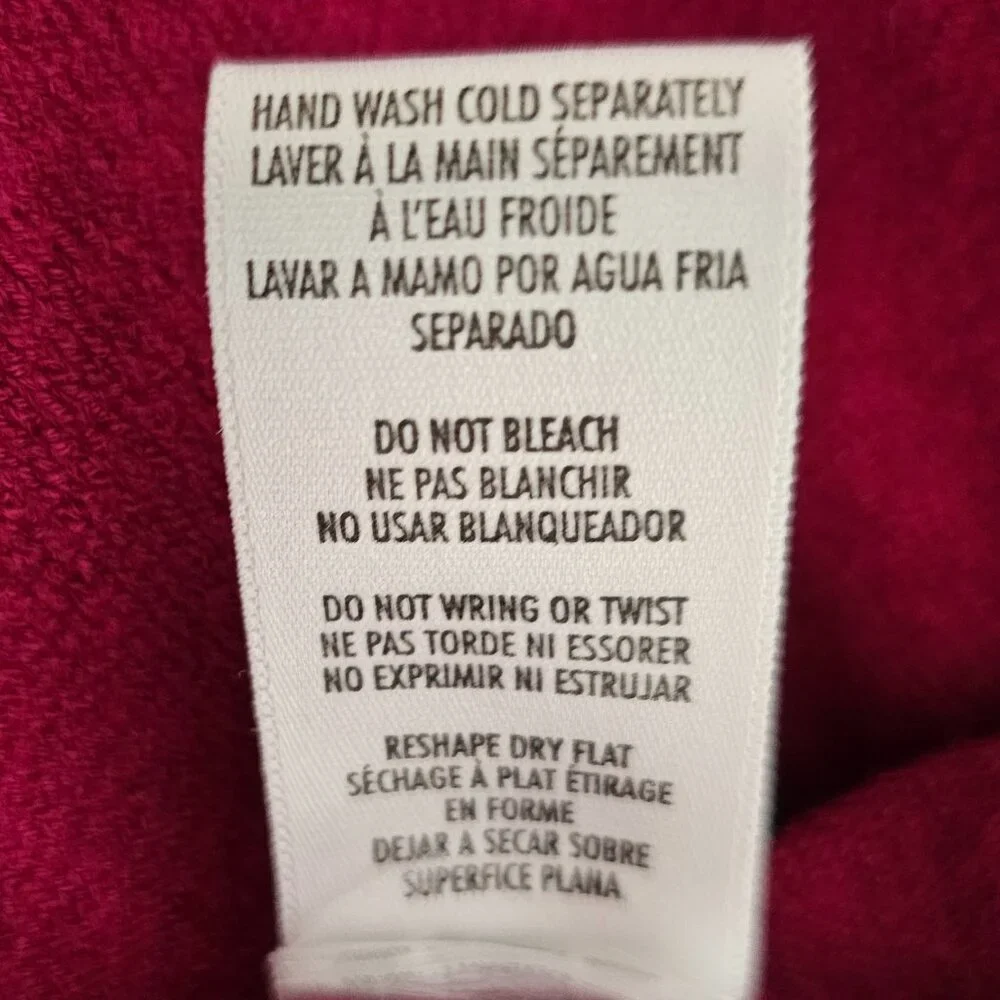 HAND WASH COLD SEPARATELY
LAVER À LA MAIN SÉPAREMENT
À L'EAU FROIDE
LAVAR A MAMO POR AGUA FRIA
SEPARADO
DO NOT BLEACH
NE PAS BLANCHIR
NO USAR BLANQUEADOR
DO NOT WRING OR TWIST
NE PAS TORDE NI ESSORER
NO EXPRIMIR NI ESTRUJAR
RESHAPE DRY FLAT
SÉCHAGE À PLAT ÉTIRAGE
EN FORME
DEJAR A SECAR SOBRE
SUPERFICE PLANA